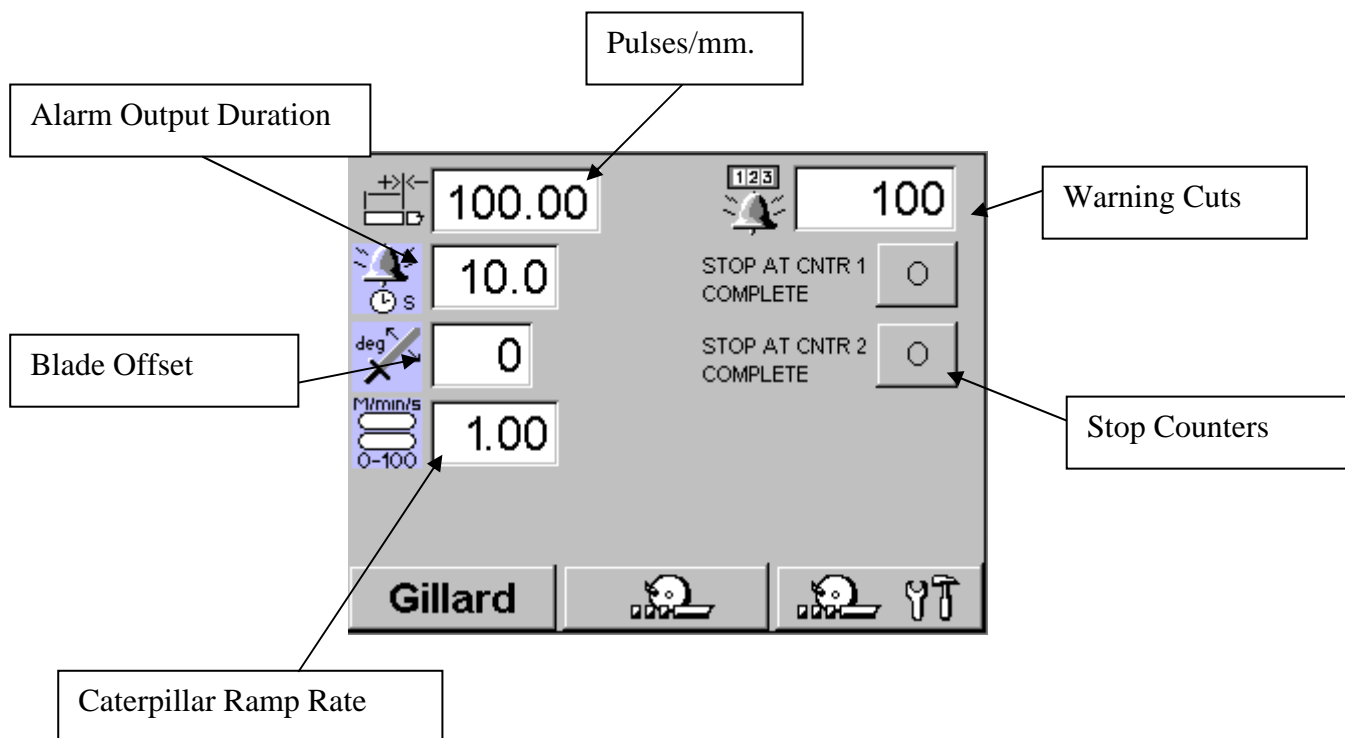 Pulses/mm.
Alarm Output Duration
100.00
123
100
Warning Cuts
10.0
S
STOP AT CNTR 1
COMPLETE
Blade Offset
deg
0
STOP AT CNTR 2
COMPLETE
M/min/s
0-100
1.00
Stop Counters
Gillard
Caterpillar Ramp Rate